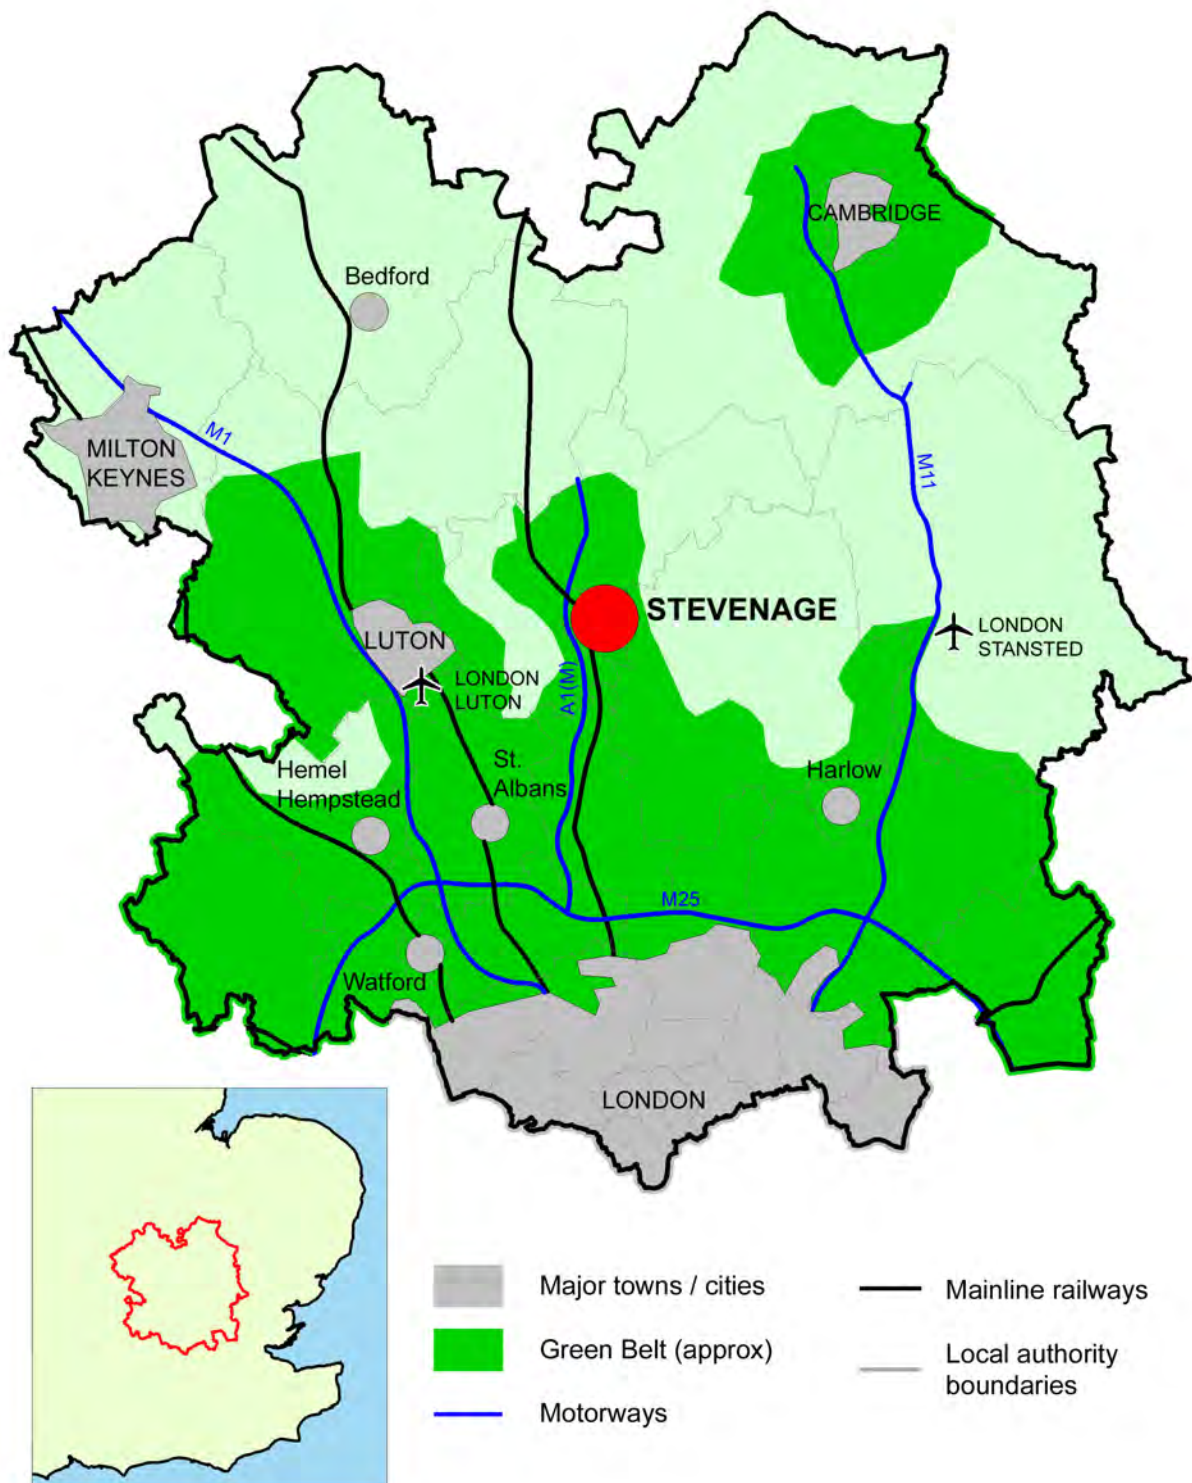 CAMBRIDGE
Bedford
M1
MILTON
KEYNES
M11
STEVENAGE
LONDON
STANSTED
LUTON
LONDON
LUTON
A1(M)
St.
Albans
Hemel
Hempstead
Harlow
M25
Watford
LONDON
Major towns / cities
Mainline railways
Green Belt (approx)
Local authority
boundaries
Motorways